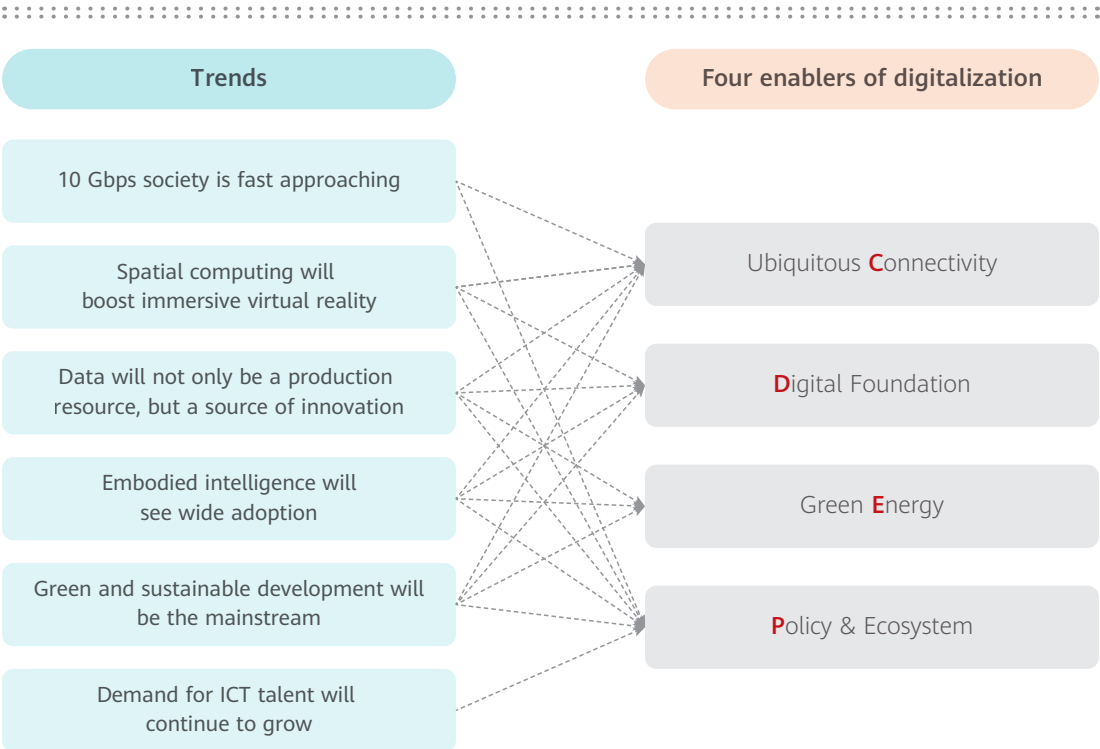 Trends
Four enablers of digitalization
10 Gbps society is fast approaching
Spatial computing will
boost immersive virtual reality
Data will not only be a production
resource, but a source of innovation
Embodied intelligence will
see wide adoption
Green and sustainable development will
be the mainstream
Demand for ICT talent will
continue to grow
Ubiquitous Connectivity
Digital Foundation
Green Energy
Policy & Ecosystem